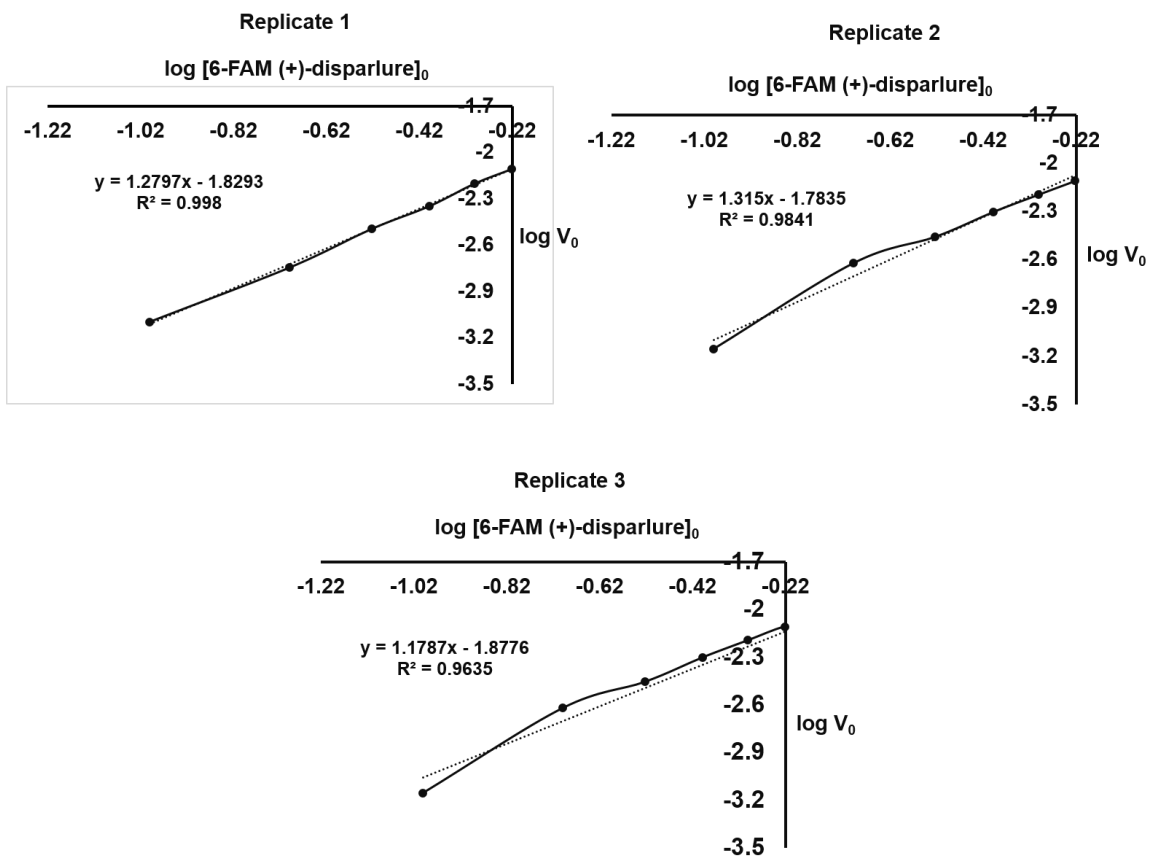 Replicate 1
log [6-FAM (+)-disparlure]₀
-1.22 -1.02 -0.82 -0.62 -0.42 -0.22
-1.7
-2
-2.3
-2.6
-2.9
-3.2
-3.5
y = 1.2797x - 1.8293
R² = 0.998
log V₀
Replicate 2
log [6-FAM (+)-disparlure]₀
-1.22 -1.02 -0.82 -0.62 -0.42 -0.22
-1.7
-2
-2.3
-2.6
-2.9
-3.2
-3.5
y = 1.315x - 1.7835
R² = 0.9841
log V₀
Replicate 3
log [6-FAM (+)-disparlure]₀
-1.22 -1.02 -0.82 -0.62 -0.42 -0.22
-1.7
-2
-2.3
-2.6
-2.9
-3.2
-3.5
y = 1.1787x - 1.8776
R² = 0.9635
log V₀